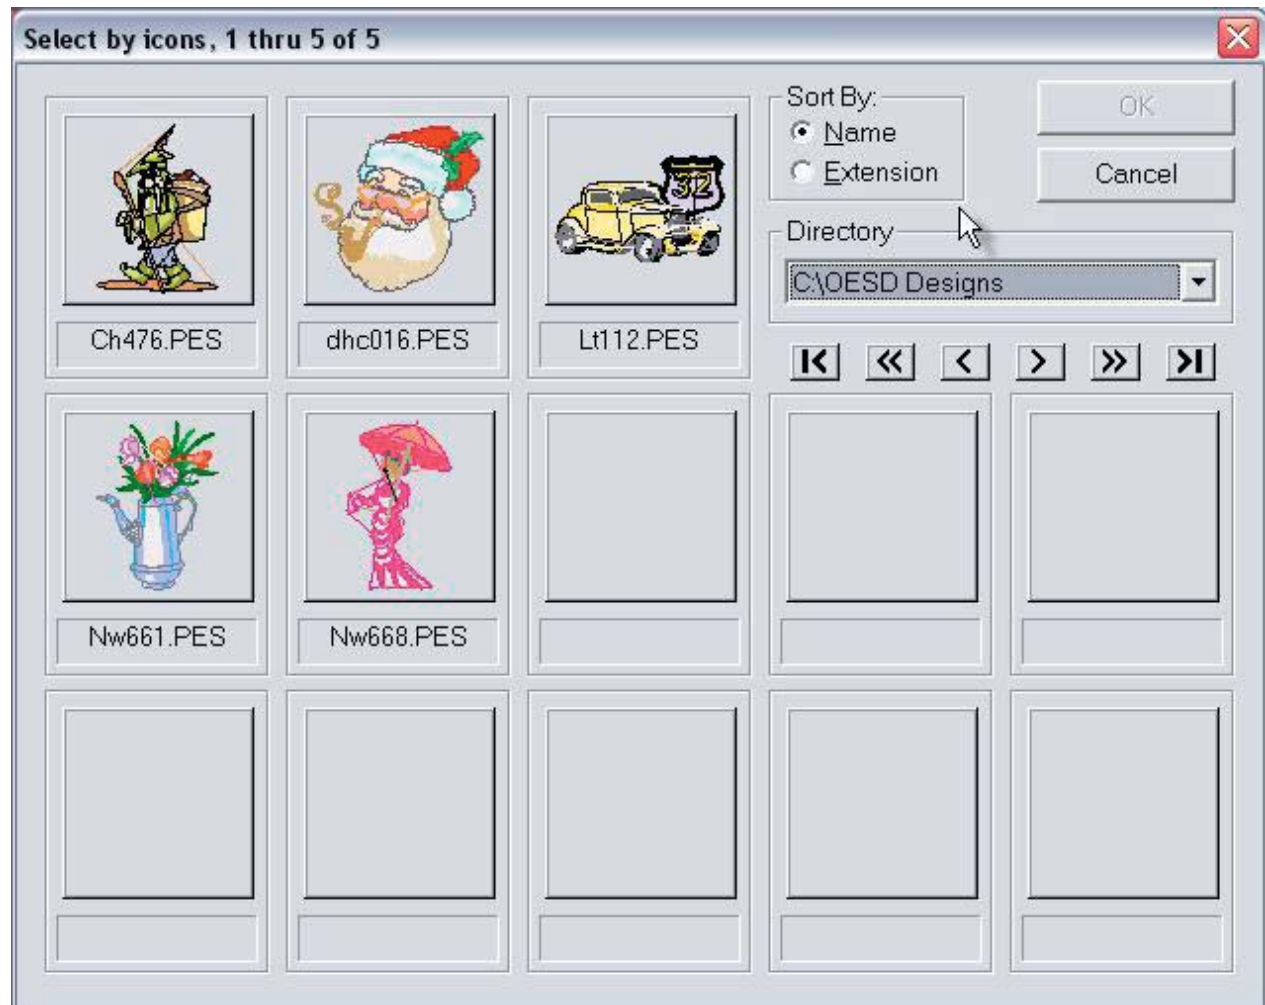 Select by icons, 1 thru 5 of 5
Sort By:
Name
Extension
OK
Cancel
Directory
C:\OESD Designs
32
Ch476.PES
dhc016.PES
Lt112.PES
Nw661.PES
Nw668.PES